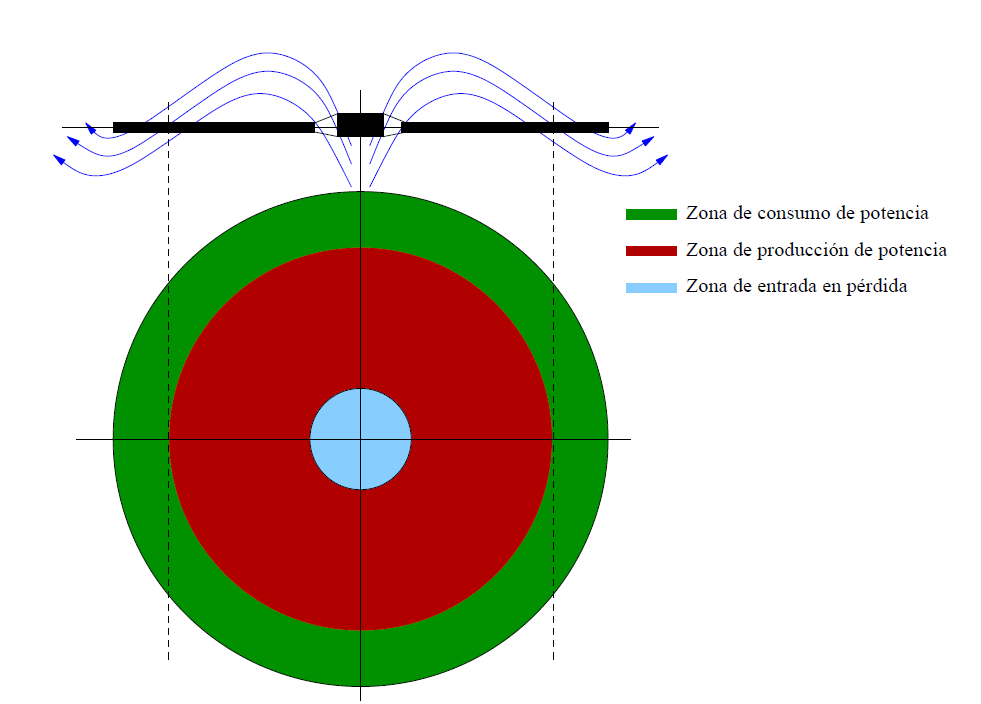 Zona de consumo de potencia
Zona de producción de potencia
Zona de entrada en pérdida